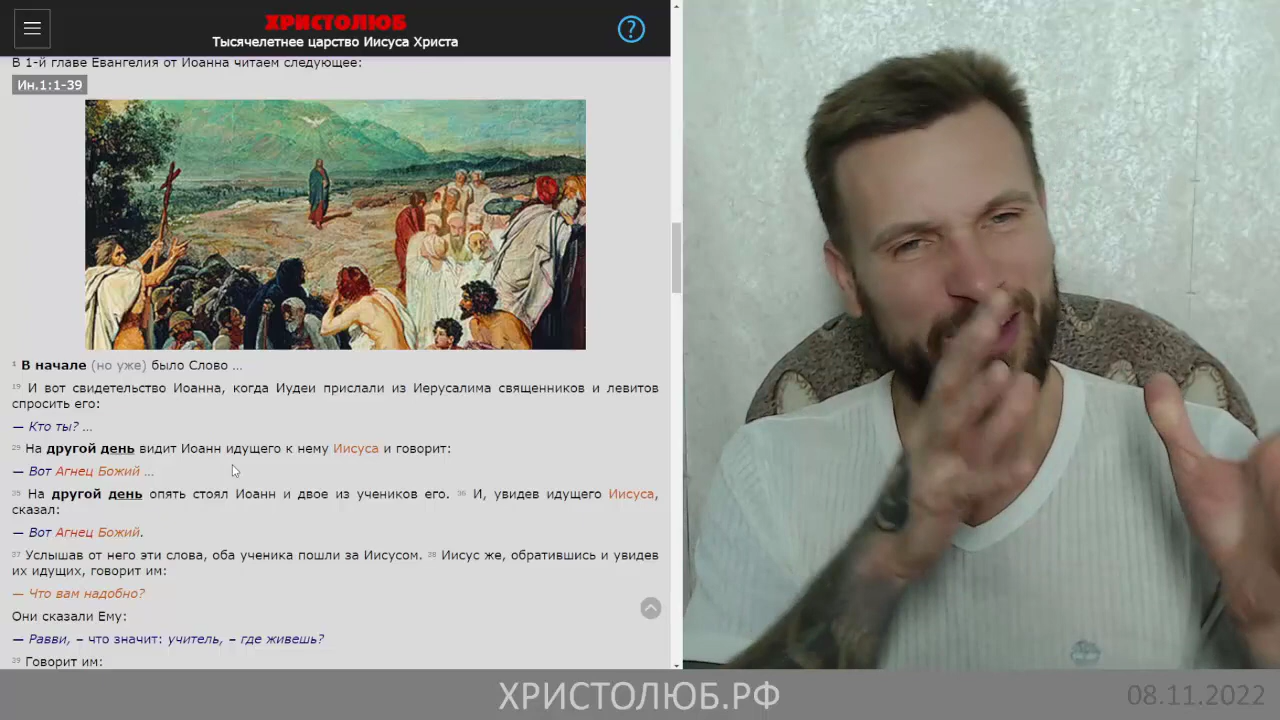 ХРИСТОЛЮБ
Тысячелетнее царство Иисуса Христа
?
В 1-й главе Евангелия от Иоанна читаем следующее:
Ин.1:1-39
1 В начале (но уже) было Слово ...
19 И вот свидетельство Иоанна, когда Иудеи прислали из Иерусалима священников и левитов
спросить его:
— Кто ты? ...
29 На другой день видит Иоанн идущего к нему Иисуса и говорит:
— Вот Агнец Божий ...
35 На другой день опять стоял Иоанн и двое из учеников его. 36 И, увидев идущего Иисуса,
сказал:
— Вот Агнец Божий.
37 Услышав от него эти слова, оба ученика пошли за Иисусом. 38 Иисус же, обратившись и увидев
их идущих, говорит им:
— Что вам надобно?
Они сказали Ему:
— Равви, – что значит: учитель, – где живешь?
39 Говорит им:
ХРИСТОЛЮБ.РФ
08.11.2022